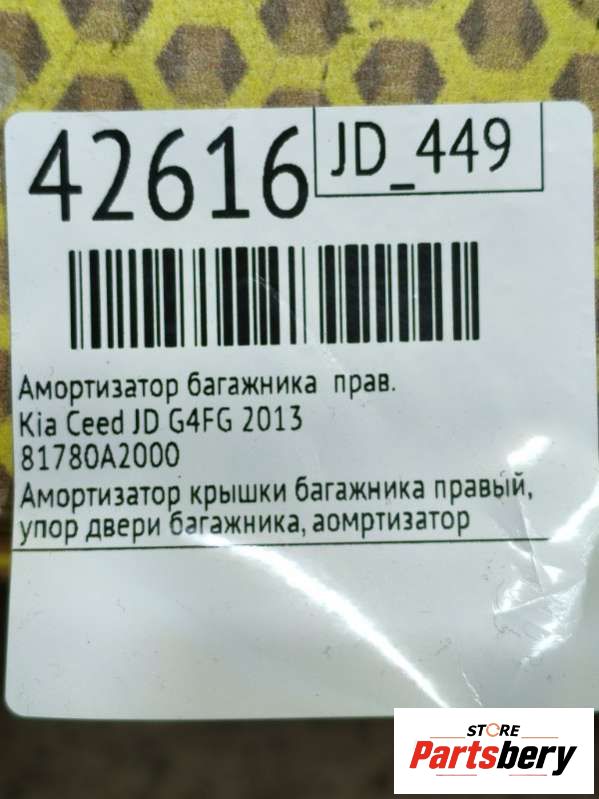 42616
JD_449
Амортизатор багажника прав.
Kia Ceed JD G4FG 2013
81780A2000
Амортизатор крышки багажника правый,
упор двери багажника, аомртизатор
STORE
Partsbery